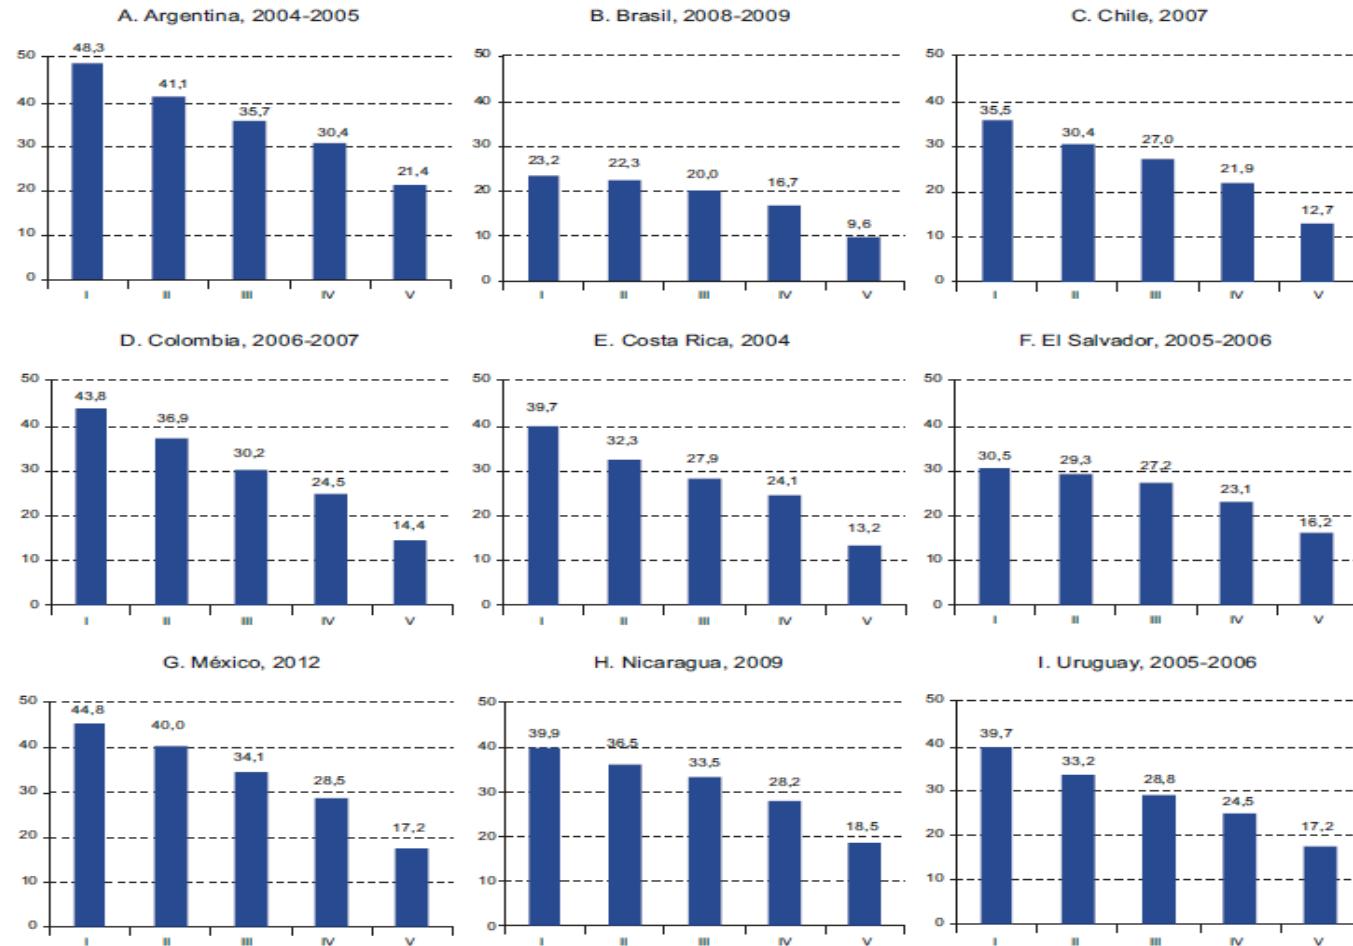 A. Argentina, 2004-2005
50
40
30
20
10
0
48,3
41,1
35,7
30,4
21,4
I
II
III
IV
V
B. Brasil, 2008-2009
50
40
30
20
10
0
23,2
22,3
20,0
16,7
9,6
I
II
III
IV
V
C. Chile, 2007
50
40
30
20
10
0
35,5
30,4
27,0
21,9
12,7
I
II
III
IV
V
D. Colombia, 2006-2007
50
40
30
20
10
0
43,8
36,9
30,2
24,5
14,4
I
II
III
IV
V
E. Costa Rica, 2004
50
40
30
20
10
0
39,7
32,3
27,9
24,1
13,2
I
II
III
IV
V
F. El Salvador, 2005-2006
50
40
30
20
10
0
30,5
29,3
27,2
23,1
16,2
I
II
III
IV
V
G. México, 2012
50
40
30
20
10
0
44,8
40,0
34,1
28,5
17,2
I
II
III
IV
V
H. Nicaragua, 2009
50
40
30
20
10
0
39,9
36,5
33,5
28,2
18,5
I
II
III
IV
V
I. Uruguay, 2005-2006
50
40
30
20
10
0
39,7
33,2
28,8
24,5
17,2
I
II
III
IV
V